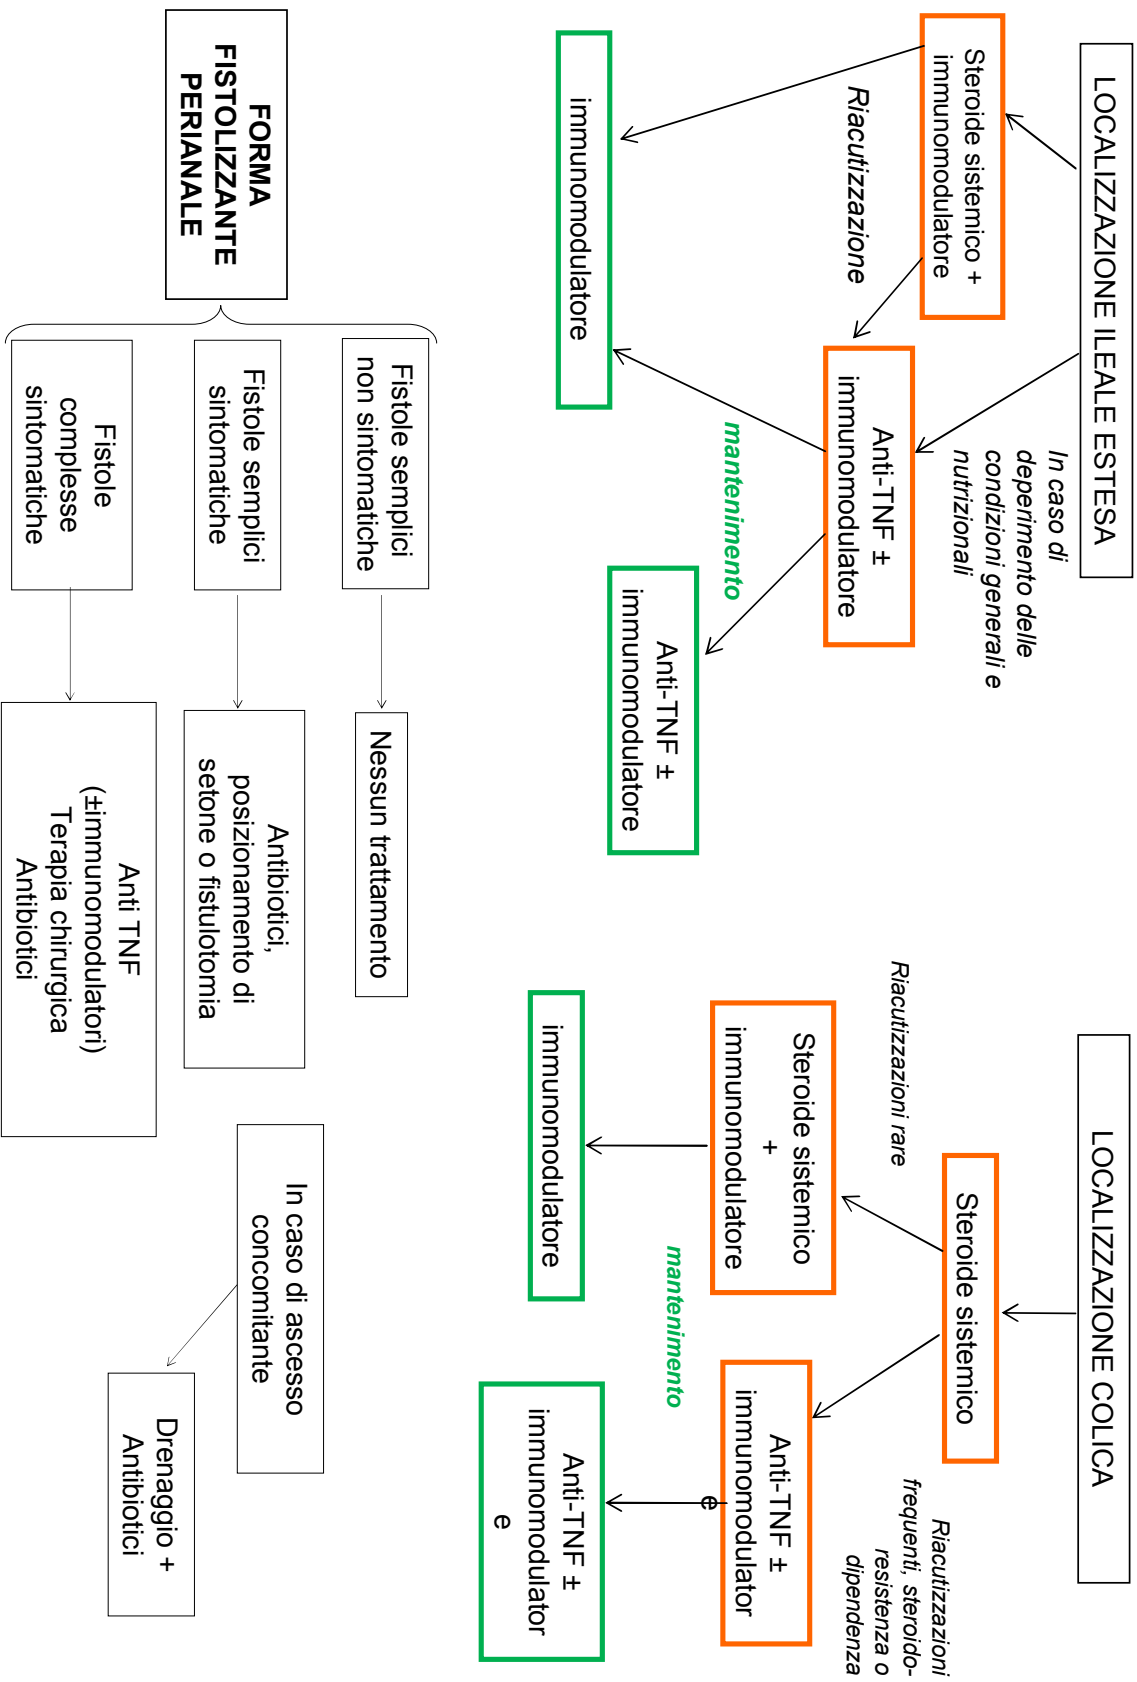 LOCALIZZAZIONE ILEALE ESTESA
Steroide sistemico +
immunomodulatore
In caso di
deperimento delle
condizioni generali e
nutrizionali
Riacutizzazione
Anti-TNF ±
immunomodulatore
mantenimento
immunomodulatore
Anti-TNF ±
immunomodulatore
LOCALIZZAZIONE COLICA
Steroide sistemico
Riacutizzazioni rare
Riacutizzazioni
frequenti, steroido-
resistenza o
dipendenza
Steroide sistemico
+
immunomodulatore
Anti-TNF ±
immunomodulator
e
mantenimento
immunomodulatore
Anti-TNF ±
immunomodulator
e
FORMA
FISTOLIZZANTE
PERIANALE
Fistole semplici
non sintomatiche
Nessun trattamento
Fistole semplici
sintomatiche
Antibiotici,
posizionamento di
setone o fistulotomia
Fistole
complesse
sintomatiche
Anti TNF
(±immunomodulatori)
Terapia chirurgica
Antibiotici
In caso di ascesso
concomitante
Drenaggio +
Antibiotici